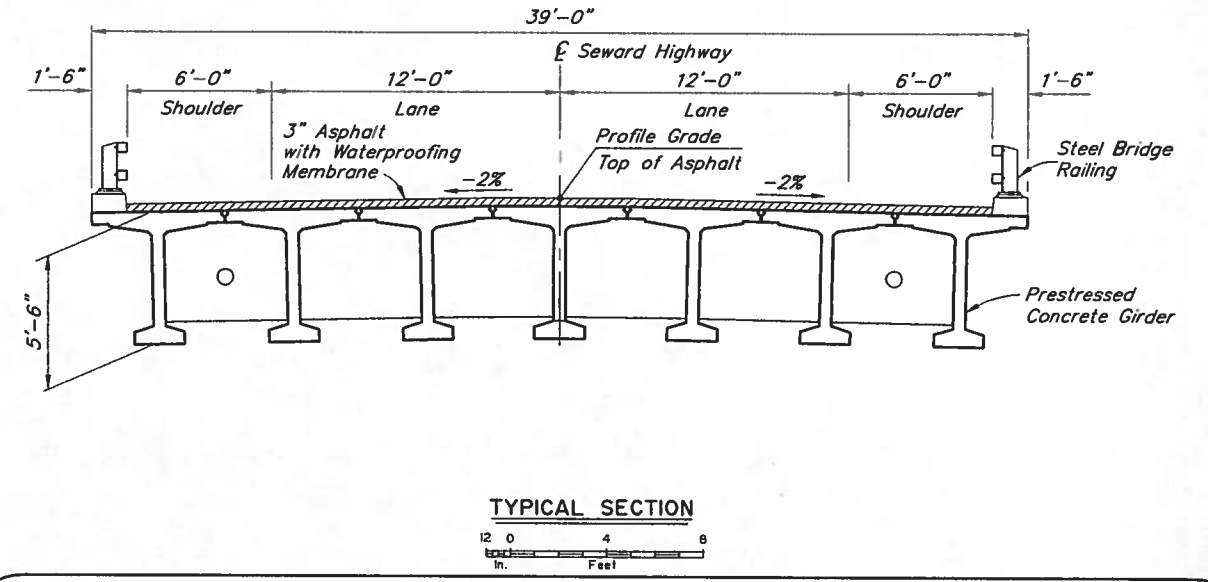 39'-0"
℄ Seward Highway
1'-6" 6'-0" 12'-0" 12'-0" 6'-0" 1'-6"
Shoulder Lane Lane Shoulder
3" Asphalt
with Waterproofing
Membrane
Profile Grade
Top of Asphalt
Steel Bridge
Railing
-2% -2%
5'-6"
Prestressed
Concrete Girder
TYPICAL SECTION
12 0 4 8
In. Feet